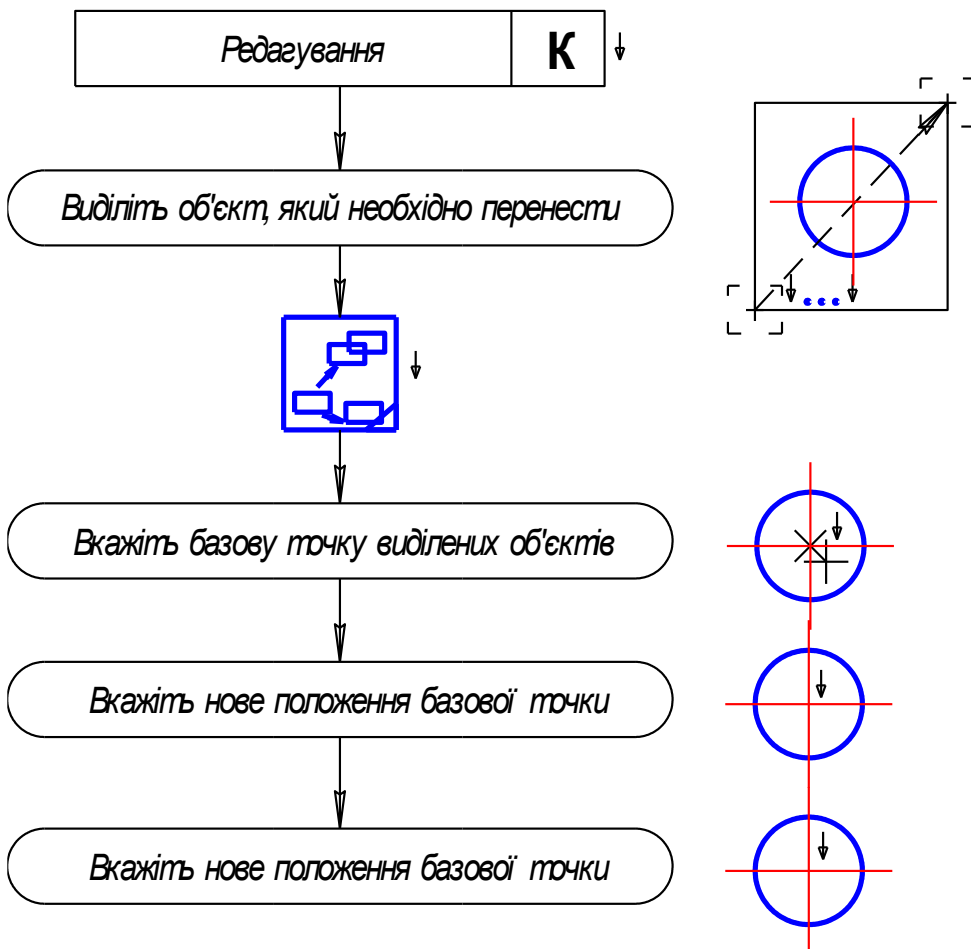 Редагування К
Виділіть об'єкт, який необхідно перенести
Вкажіть базову точку виділених об'єктів
Вкажіть нове положення базової точки
Вкажіть нове положення базової точки